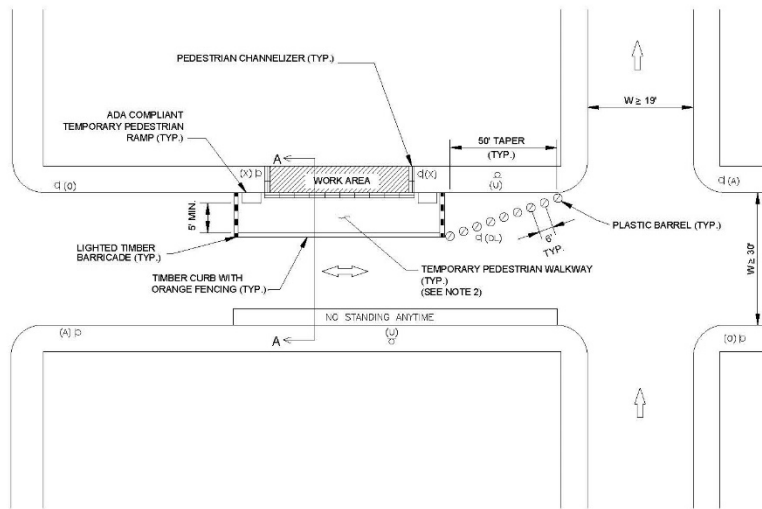 PEDESTRIAN CHANNELIZER (TYP.)
ADA COMPLIANT
TEMPORARY PEDESTRIAN
RAMP (TYP.)
W ≥ 19'
50' TAPER
(TYP.)
A
(X)
(X)
(U)
WORK AREA
(O)
(A)
5' MIN.
PLASTIC BARREL (TYP.)
(DL)
6'
TYP.
LIGHTED TIMBER
BARRICADE (TYP.)
TIMBER CURB WITH
ORANGE FENCING (TYP.)
TEMPORARY PEDESTRIAN WALKWAY
(TYP.)
(SEE NOTE 2)
W ≥ 30'
NO STANDING ANYTIME
(A)
A
(U)
(O)